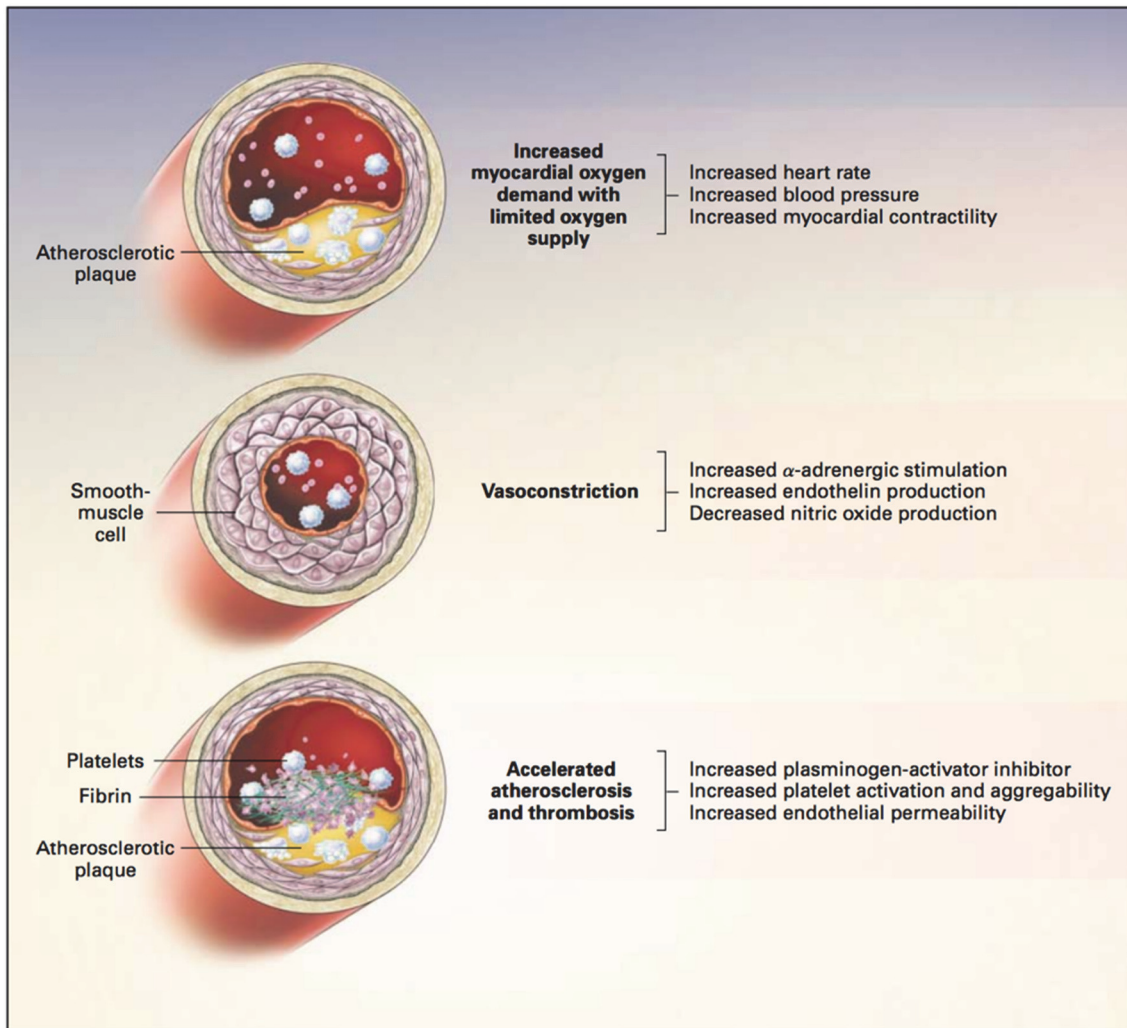 Increased
myocardial oxygen
demand with
limited oxygen
supply
Increased heart rate
Increased blood pressure
Increased myocardial contractility
Atherosclerotic
plaque
Smooth-
muscle
cell
Vasoconstriction
Increased α-adrenergic stimulation
Increased endothelin production
Decreased nitric oxide production
Platelets
Fibrin
Atherosclerotic
plaque
Accelerated
atherosclerosis
and thrombosis
Increased plasminogen-activator inhibitor
Increased platelet activation and aggregability
Increased endothelial permeability